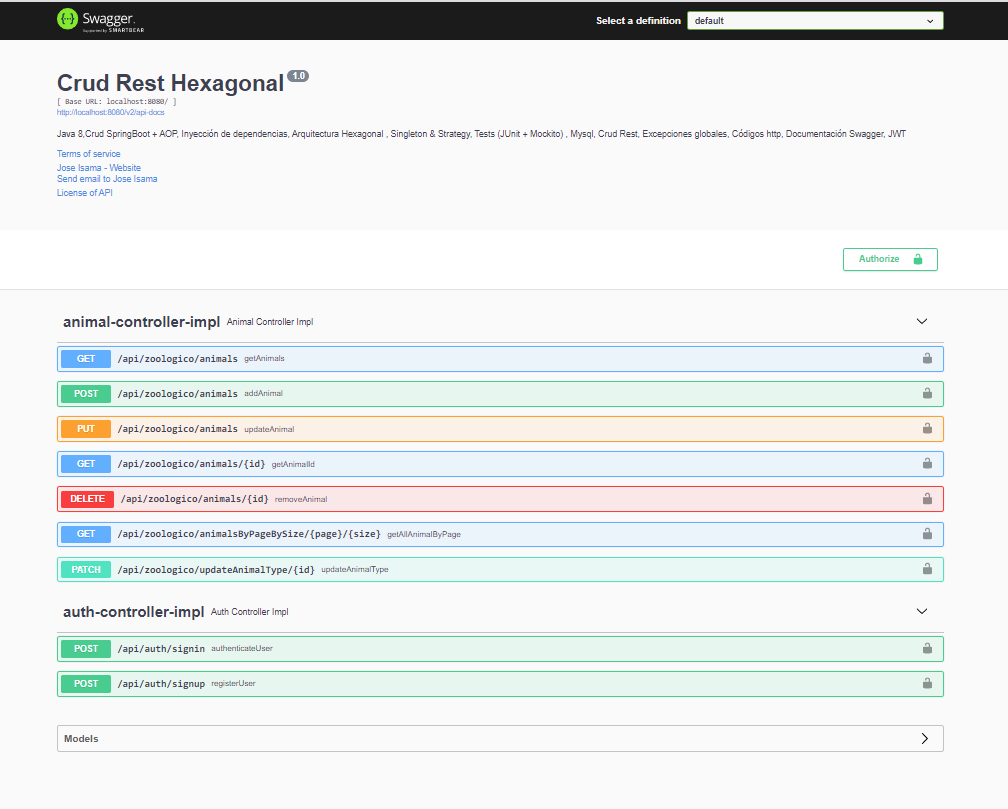 Swagger.
Supported by SMARTBEAR
Select a definition
default
Crud Rest Hexagonal 1.0
[ Base URL: localhost:8080/ ]
http://localhost:8080/v2/api-docs
Java 8,Crud SpringBoot + AOP, Inyección de dependencias, Arquitectura Hexagonal , Singleton & Strategy, Tests (JUnit + Mockito) , Mysql, Crud Rest, Excepciones globales, Códigos http, Documentación Swagger, JWT
Terms of service
Jose Isama - Website
Send email to Jose Isama
License of API
Authorize
animal-controller-impl Animal Controller Impl
GET /api/zoologico/animals getAnimals
POST /api/zoologico/animals addAnimal
PUT /api/zoologico/animals updateAnimal
GET /api/zoologico/animals/{id} getAnimalId
DELETE /api/zoologico/animals/{id} removeAnimal
GET /api/zoologico/animalsByPageBySize/{page}/{size} getAllAnimalByPage
PATCH /api/zoologico/updateAnimalType/{id} updateAnimalType
auth-controller-impl Auth Controller Impl
POST /api/auth/signin authenticateUser
POST /api/auth/signup registerUser
Models